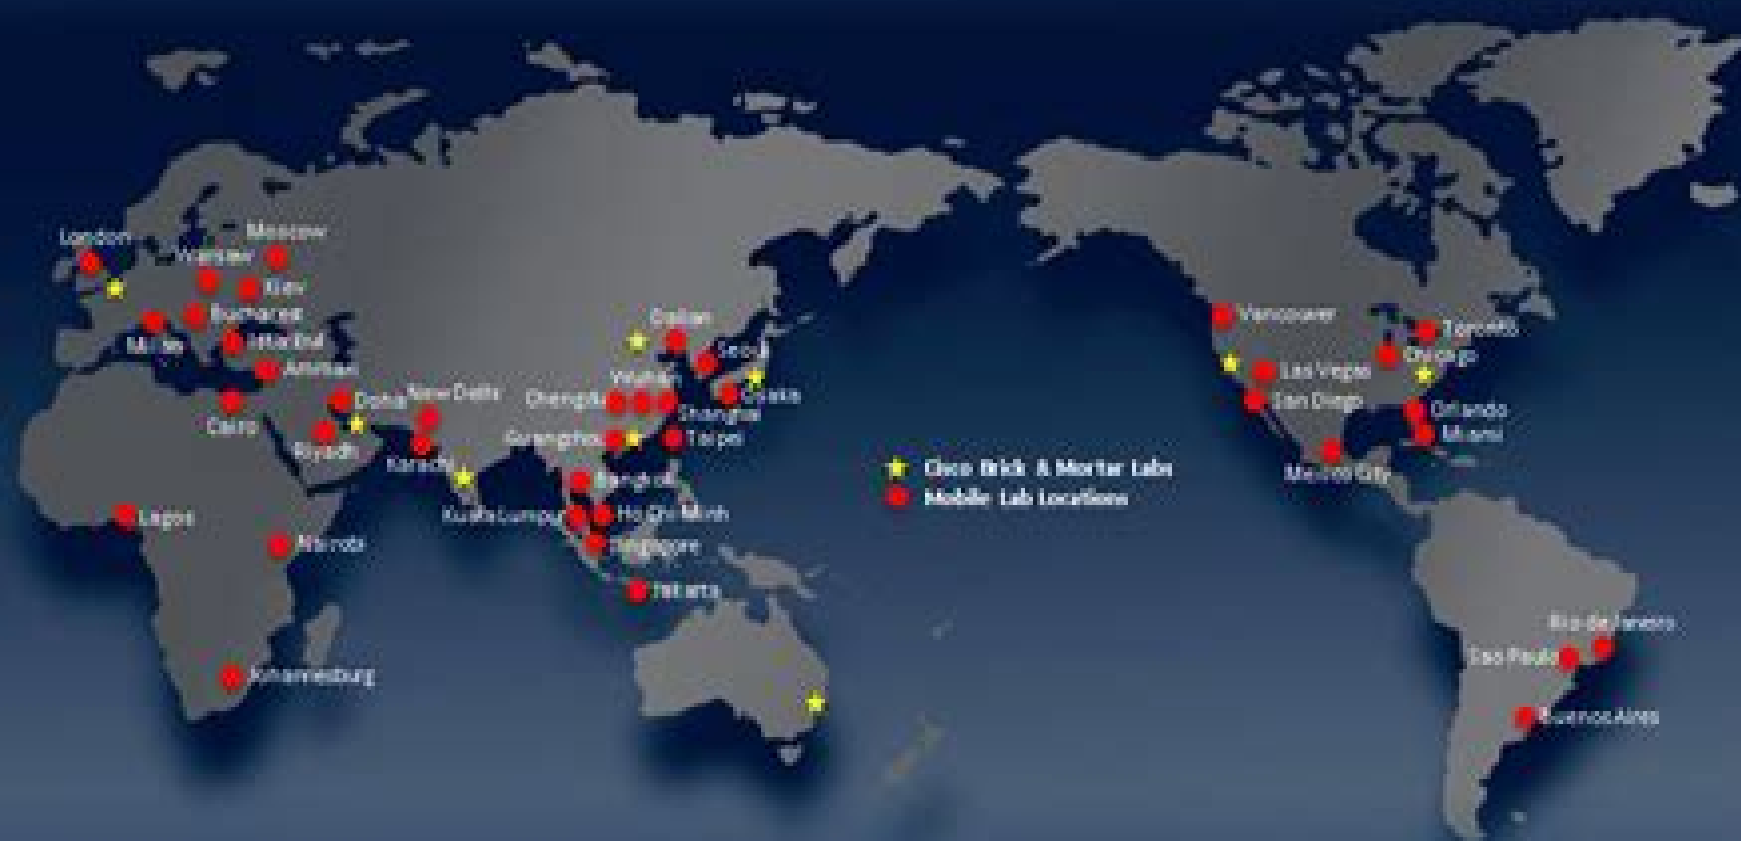 London
Moscow
Warsaw
Kiev
Bucharest
Istanbul
Amman
Cairo
Doha
New Delhi
Riyadh
Karachi
Lagos
Nairobi
Johannesburg
Dalian
Seoul
Wuhan
Chengdu
Osaka
Shanghai
Guangzhou
Taipei
Bangkok
Kuala Lumpur
Ho Chi Minh
Singapore
Jakarta
Cisco Brick & Mortar Labs
Mobile Lab Locations
Vancouver
Toronto
Chicago
Las Vegas
San Diego
Orlando
Miami
Mexico City
Rio de Janeiro
Sao Paulo
Buenos Aires